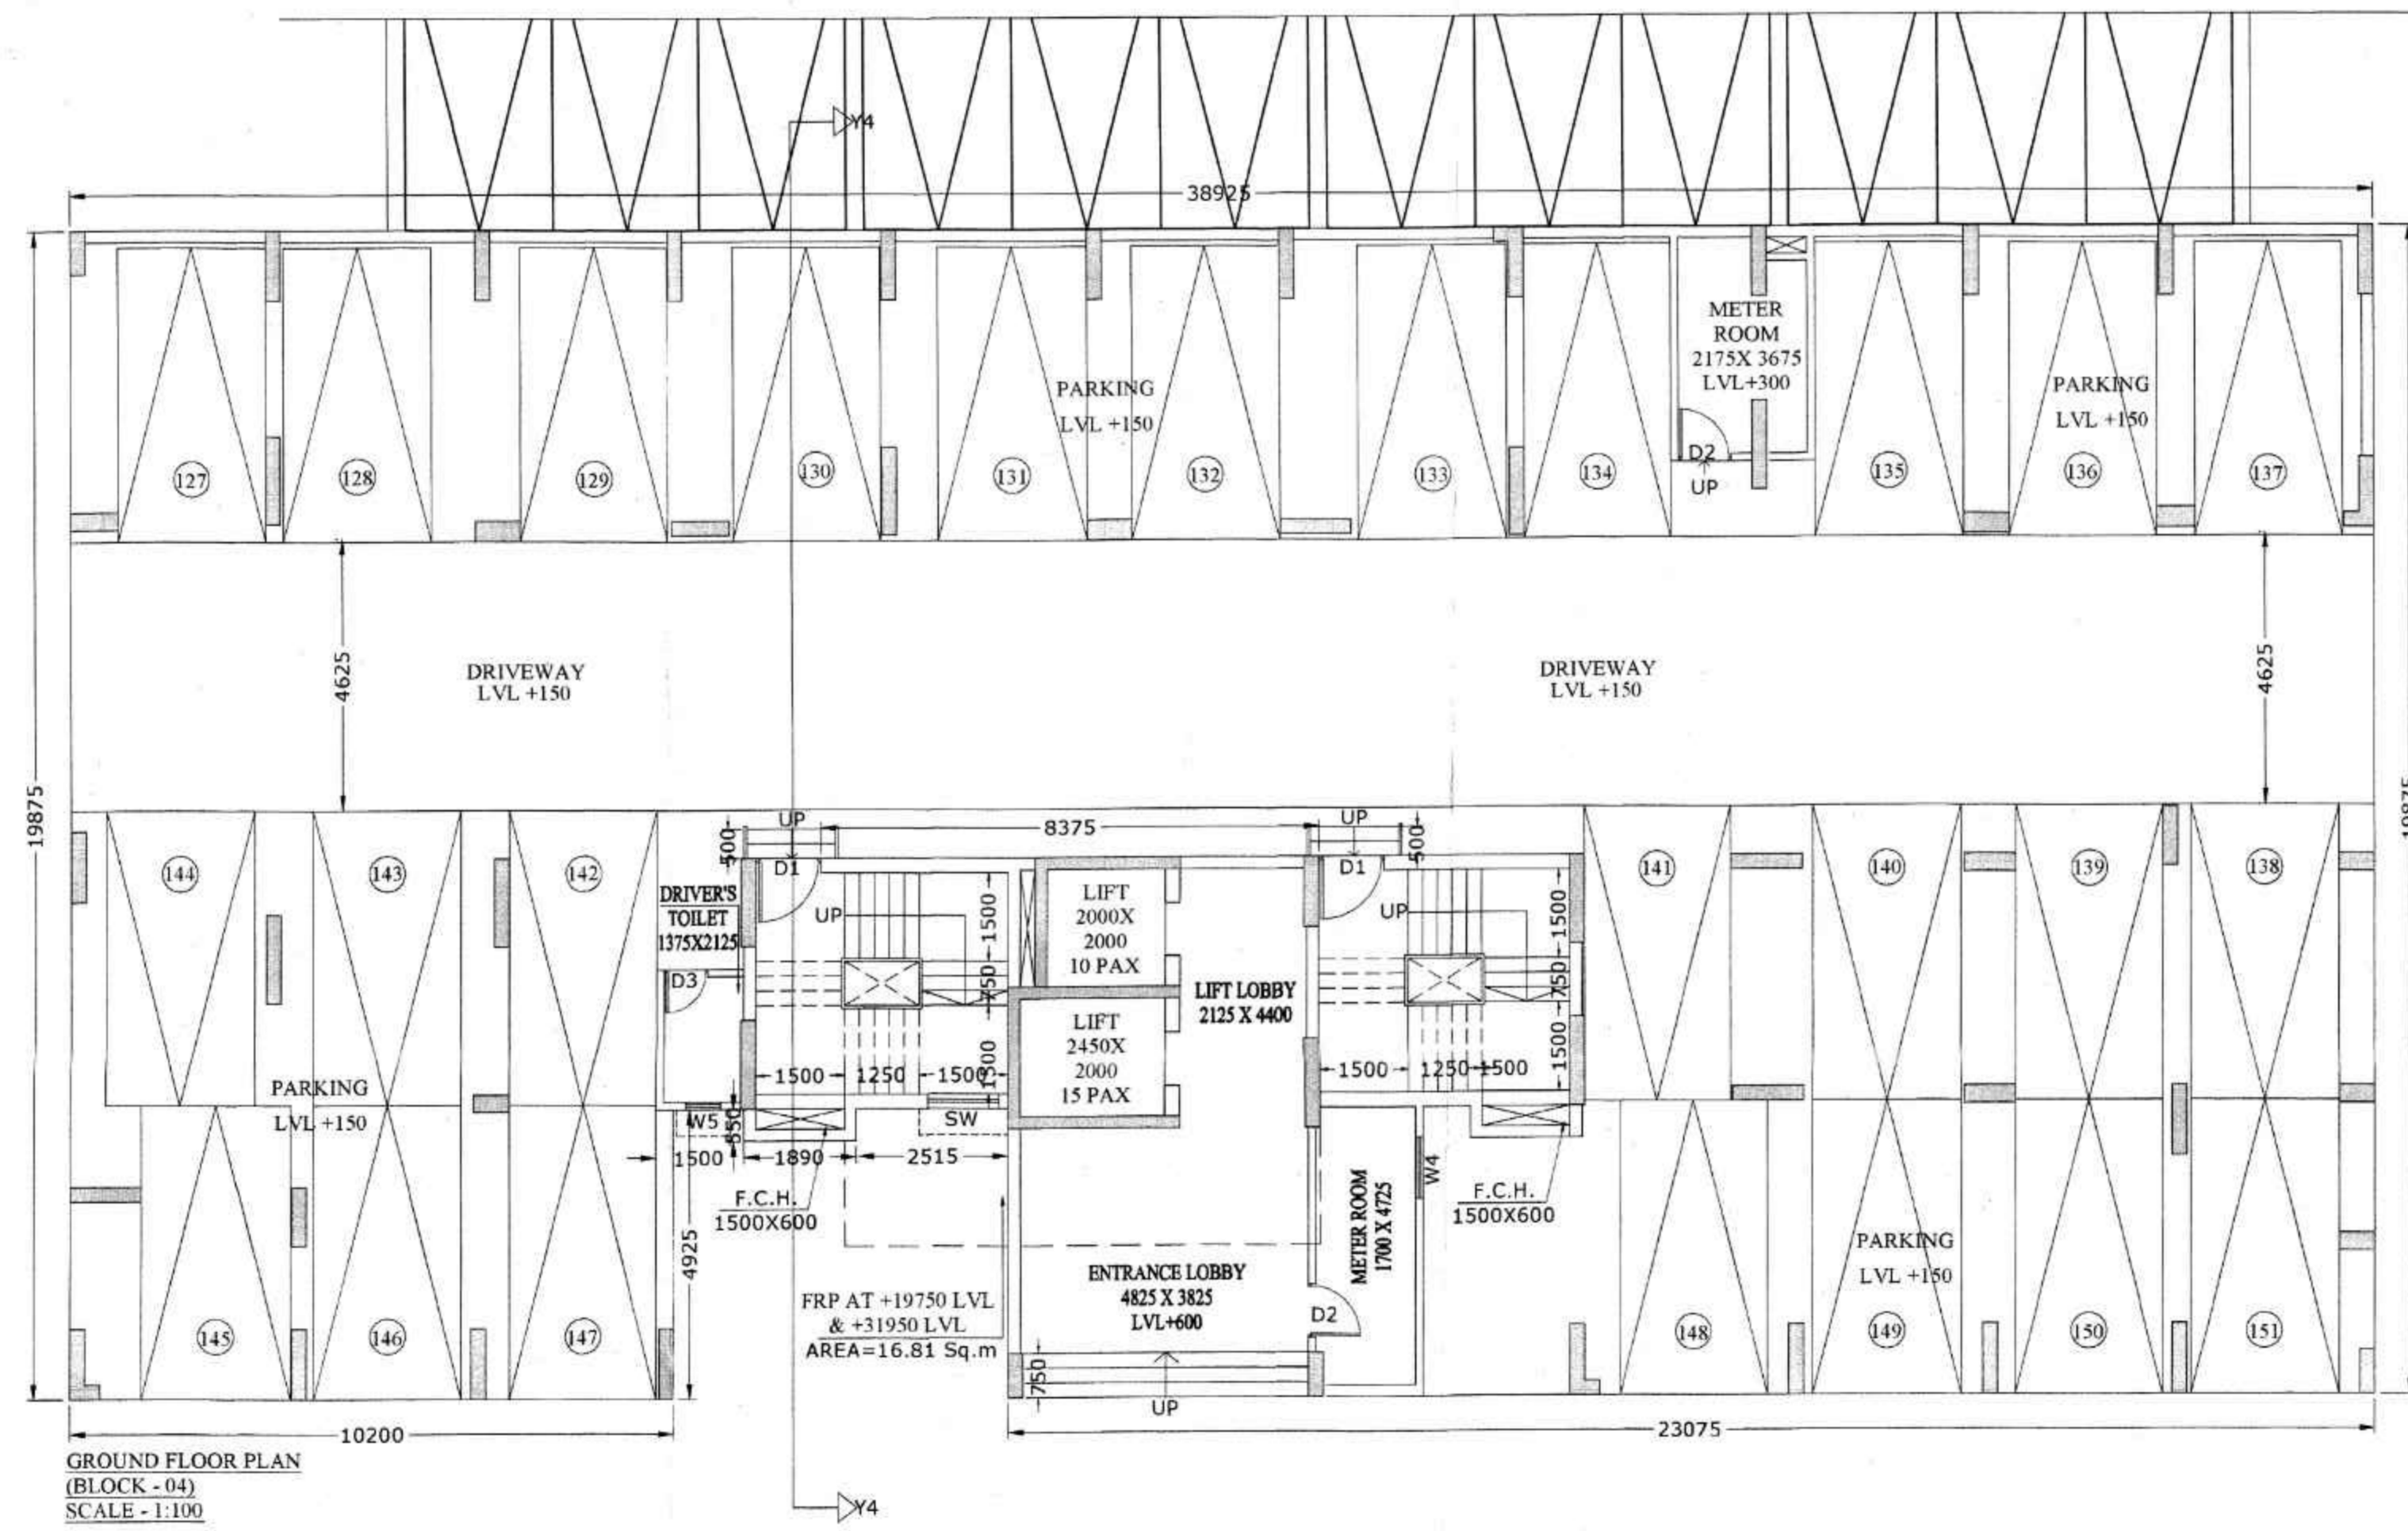 Y4
38925
METER
ROOM
2175X 3675
LVL+300
PARKING
LVL +150
PARKING
LVL +150
127
128
129
130
131
132
133
134
D2
UP
135
136
137
19875
4625
DRIVEWAY
LVL +150
DRIVEWAY
LVL +150
4625
19875
UP
8375
UP
500
500
144
143
142
D1
D1
141
140
139
138
DRIVER'S
TOILET
1375X2125
UP
1500
LIFT
2000X
2000
10 PAX
UP
1500
D3
750
LIFT LOBBY
2125 X 4400
750
LIFT
2450X
2000
15 PAX
1500
1250
1500
1500
1500
1250
1500
1500
PARKING
LVL +150
W5
550
SW
1500
1890
2515
F.C.H.
1500X600
METER ROOM
1700 X 4725
W4
F.C.H.
1500X600
4925
PARKING
LVL +150
ENTRANCE LOBBY
4825 X 3825
LVL+600
FRP AT +19750 LVL
& +31950 LVL
AREA=16.81 Sq.m
D2
145
146
147
148
149
150
151
750
UP
10200
23075
GROUND FLOOR PLAN
(BLOCK - 04)
SCALE - 1:100
Y4